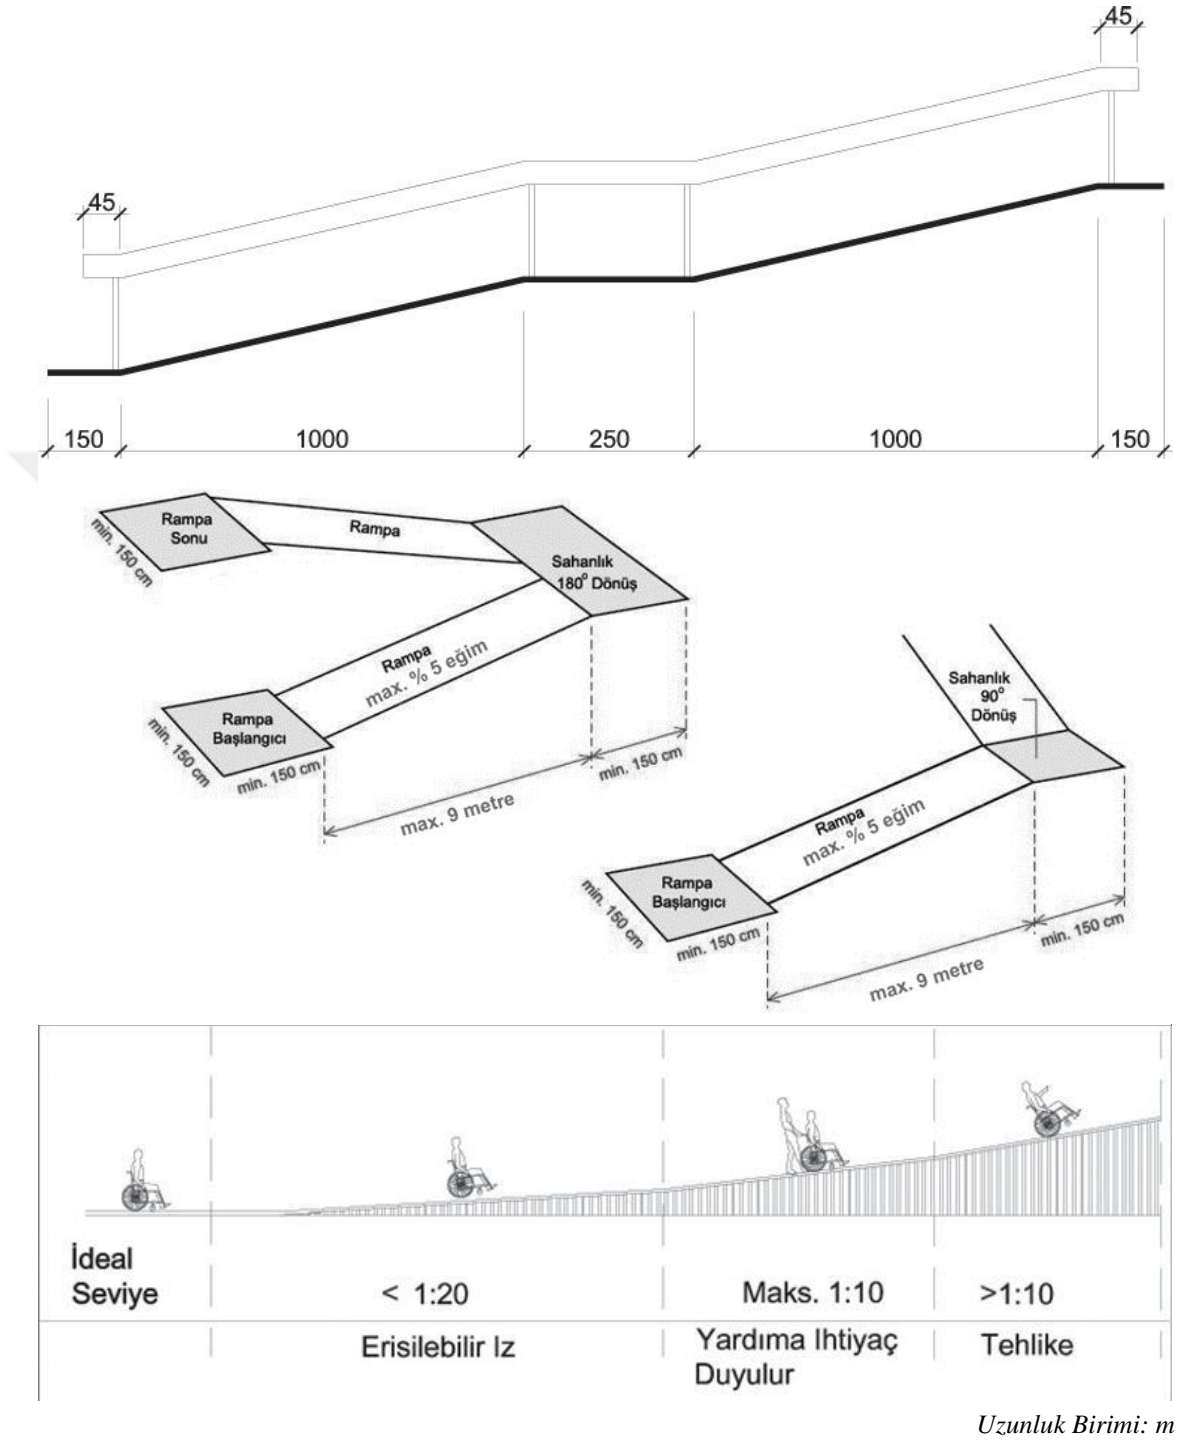 45
45
150 1000 250 1000 150
Rampa
Sonu
min. 150 cm
Rampa
Sahanlık
180° Dönüş
Rampa
max. % 5 eğim
Rampa
Başlangıcı
min. 150 cm
min. 150 cm
max. 9 metre
min. 150 cm
Sahanlık
90°
Dönüş
Rampa
max. % 5 eğim
Rampa
Başlangıcı
min. 150 cm
min. 150 cm
max. 9 metre
min. 150 cm
İdeal
Seviye
< 1:20
Maks. 1:10
>1:10
Erisilebilir Iz
Yardıma Ihtiyaç
Duyulur
Tehlike
Uzunluk Birimi: m